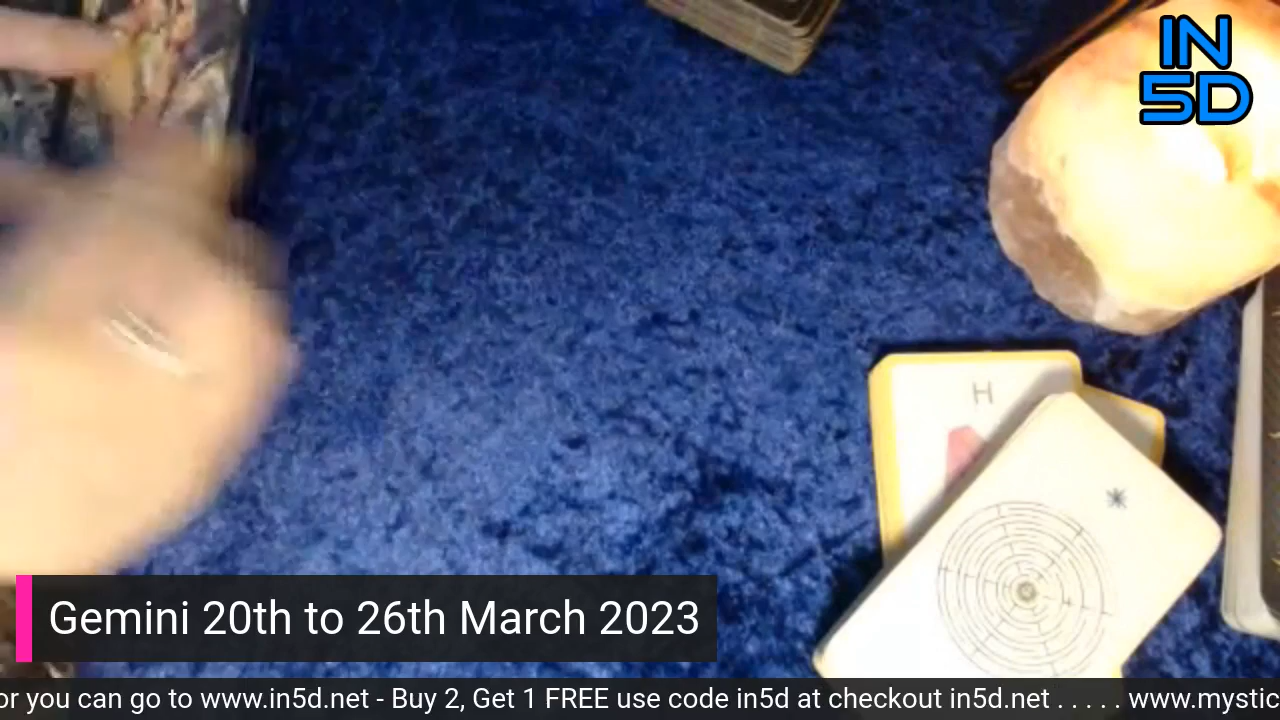 IN
5D
H
Gemini 20th to 26th March 2023
or you can go to www.in5d.net - Buy 2, Get 1 FREE use code in5d at checkout in5d.net . . . . . www.mystic